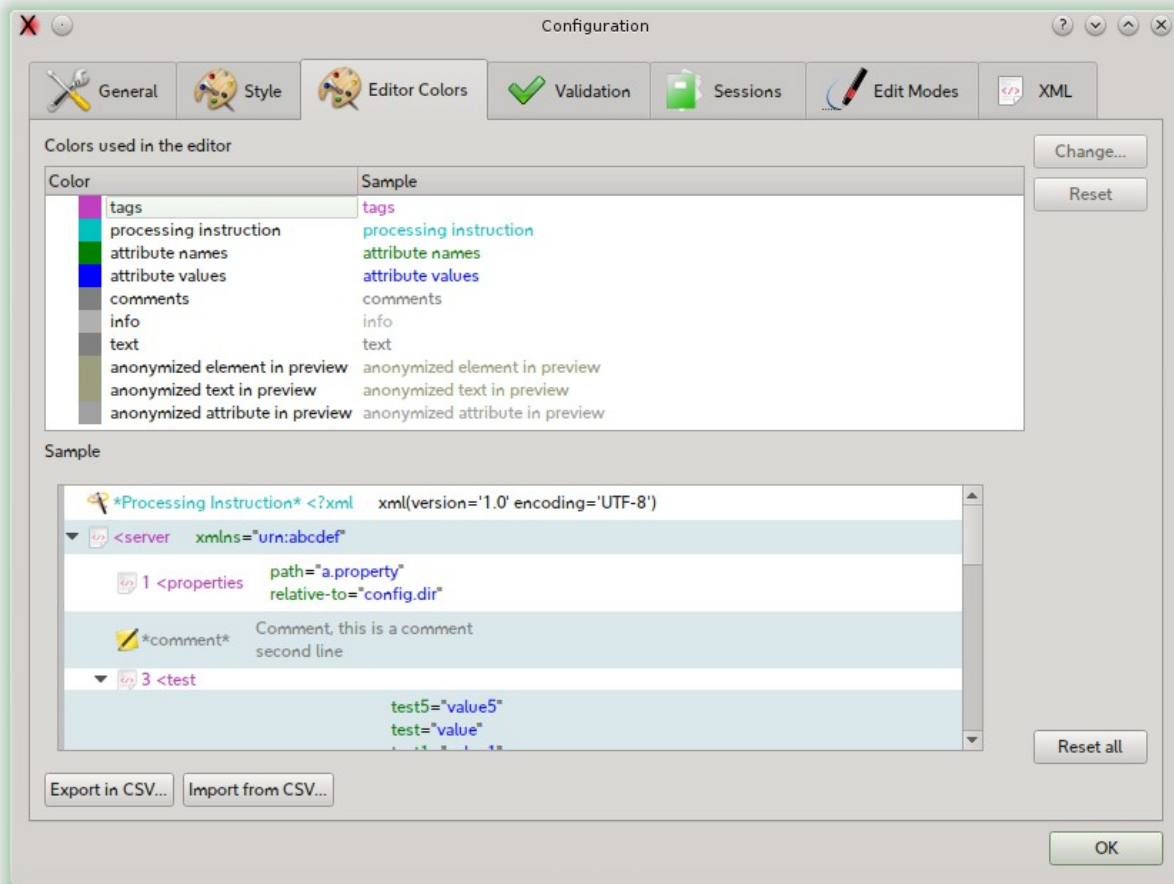 Configuration
General Style Editor Colors Validation Sessions Edit Modes XML
Colors used in the editor
Change...
Reset
Color Sample
tags tags
processing instruction processing instruction
attribute names attribute names
attribute values attribute values
comments comments
info info
text text
anonymized element in preview anonymized element in preview
anonymized text in preview anonymized text in preview
anonymized attribute in preview anonymized attribute in preview
Sample
*Processing Instruction* <?xml xml(version='1.0' encoding='UTF-8')
<server xmlns="urn:abcdef"
1 <properties path="a.property"
relative-to="config.dir"
*comment* Comment, this is a comment
second line
3 <test
test5="value5"
test="value"
Reset all
Export in CSV... Import from CSV...
OK